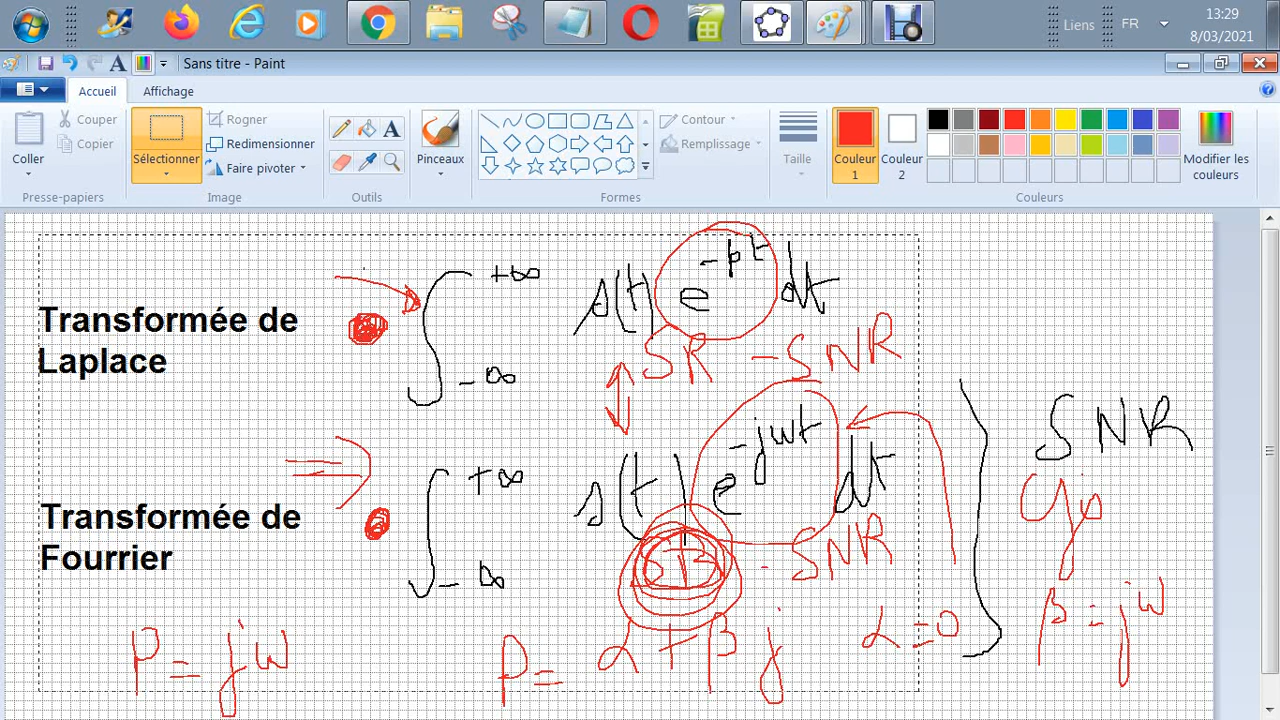 13:29
Liens FR
8/03/2021
Sans titre - Paint
Accueil Affichage
Couper
Copier
Coller
Presse-papiers
Sélectionner
Rogner
Redimensionner
Faire pivoter
Image
Outils
Pinceaux
Contour
Remplissage
Formes
Taille
Couleur 1
Couleur 2
Modifier les couleurs
Couleurs
Transformée de
Laplace
∫ +∞ -∞ s(t) e^-pt dt
SR - SNR
Transformée de
Fourrier
∫ +∞ -∞ s(t) e^-jwt dt
- SNR
SNR
β = jw
α = 0
P = jw
P = α + β j